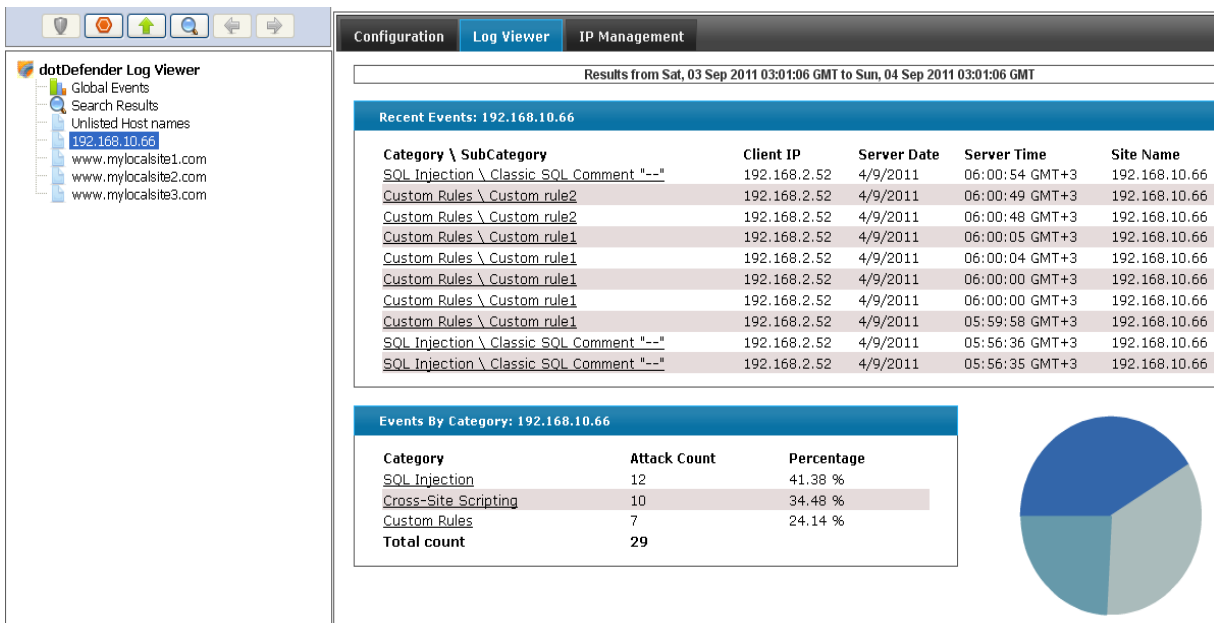 Configuration Log Viewer IP Management
dotDefender Log Viewer
Global Events
Search Results
Unlisted Host names
192.168.10.66
www.mylocalsite1.com
www.mylocalsite2.com
www.mylocalsite3.com
Results from Sat, 03 Sep 2011 03:01:06 GMT to Sun, 04 Sep 2011 03:01:06 GMT
Recent Events: 192.168.10.66
Category \ SubCategory Client IP Server Date Server Time Site Name
SQL Injection \ Classic SQL Comment "--" 192.168.2.52 4/9/2011 06:00:54 GMT+3 192.168.10.66
Custom Rules \ Custom rule2 192.168.2.52 4/9/2011 06:00:49 GMT+3 192.168.10.66
Custom Rules \ Custom rule2 192.168.2.52 4/9/2011 06:00:48 GMT+3 192.168.10.66
Custom Rules \ Custom rule1 192.168.2.52 4/9/2011 06:00:05 GMT+3 192.168.10.66
Custom Rules \ Custom rule1 192.168.2.52 4/9/2011 06:00:04 GMT+3 192.168.10.66
Custom Rules \ Custom rule1 192.168.2.52 4/9/2011 06:00:00 GMT+3 192.168.10.66
Custom Rules \ Custom rule1 192.168.2.52 4/9/2011 06:00:00 GMT+3 192.168.10.66
Custom Rules \ Custom rule1 192.168.2.52 4/9/2011 05:59:58 GMT+3 192.168.10.66
SQL Injection \ Classic SQL Comment "--" 192.168.2.52 4/9/2011 05:56:36 GMT+3 192.168.10.66
SQL Injection \ Classic SQL Comment "--" 192.168.2.52 4/9/2011 05:56:35 GMT+3 192.168.10.66
Events By Category: 192.168.10.66
Category Attack Count Percentage
SQL Injection 12 41.38 %
Cross-Site Scripting 10 34.48 %
Custom Rules 7 24.14 %
Total count 29